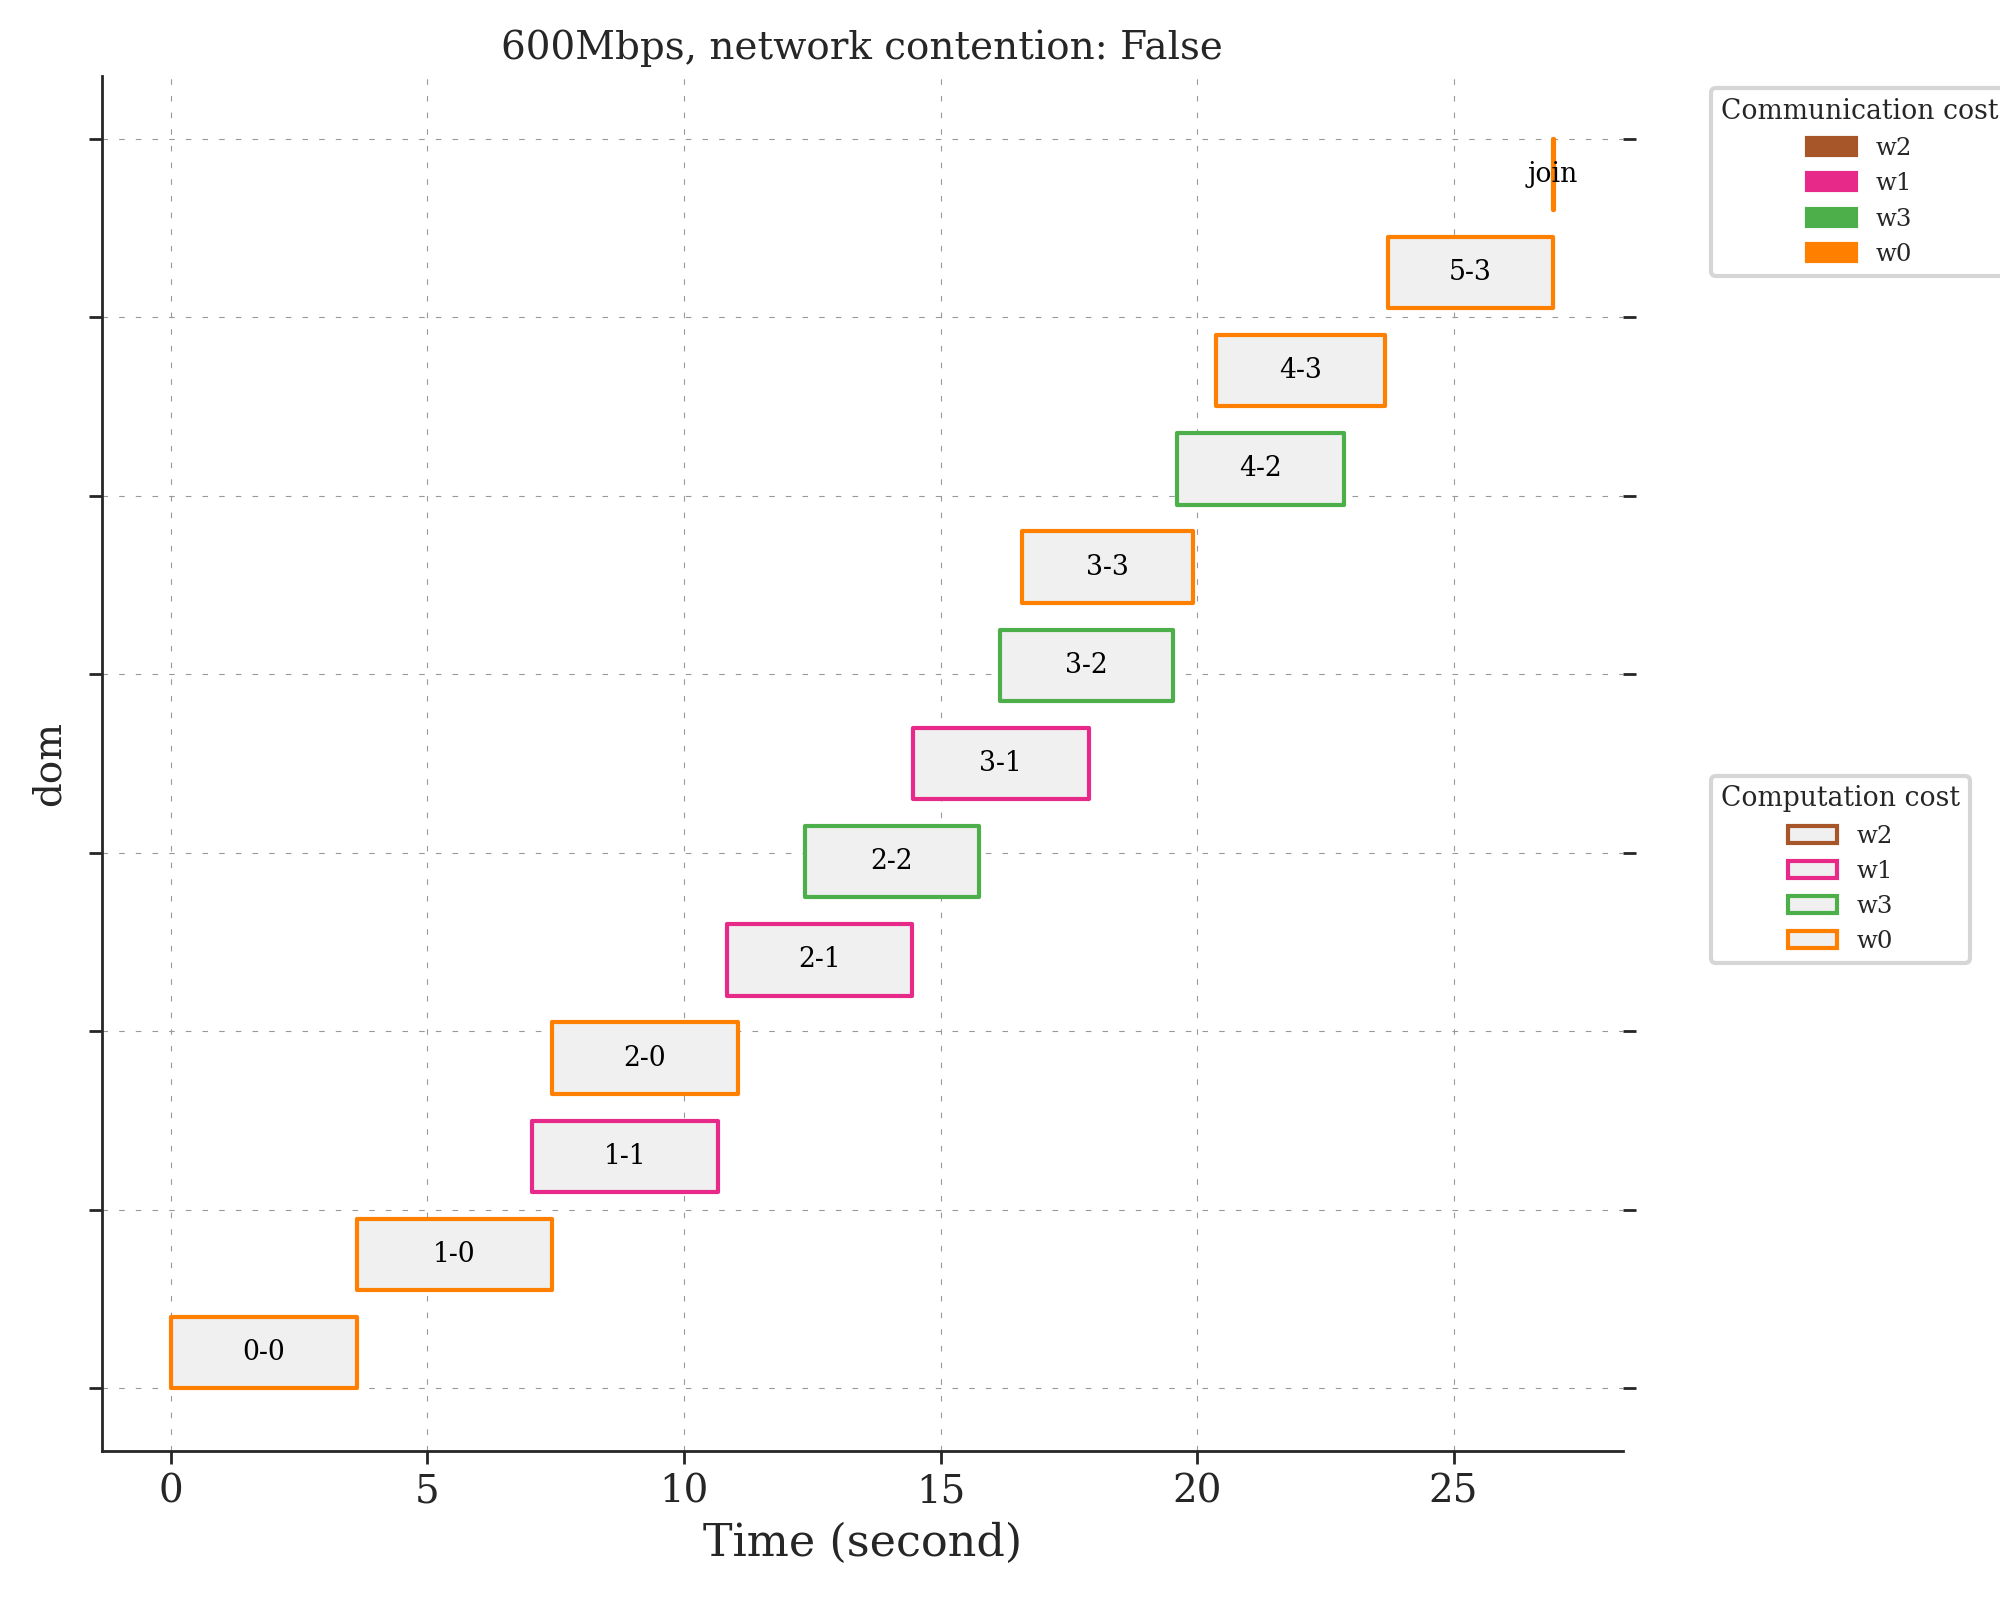 600Mbps, network contention: False
Communication cost
w2
w1
w3
w0
join
5-3
4-3
4-2
3-3
3-2
3-1
2-2
2-1
2-0
1-1
1-0
0-0
dom
Computation cost
w2
w1
w3
w0
0 5 10 15 20 25
Time (second)